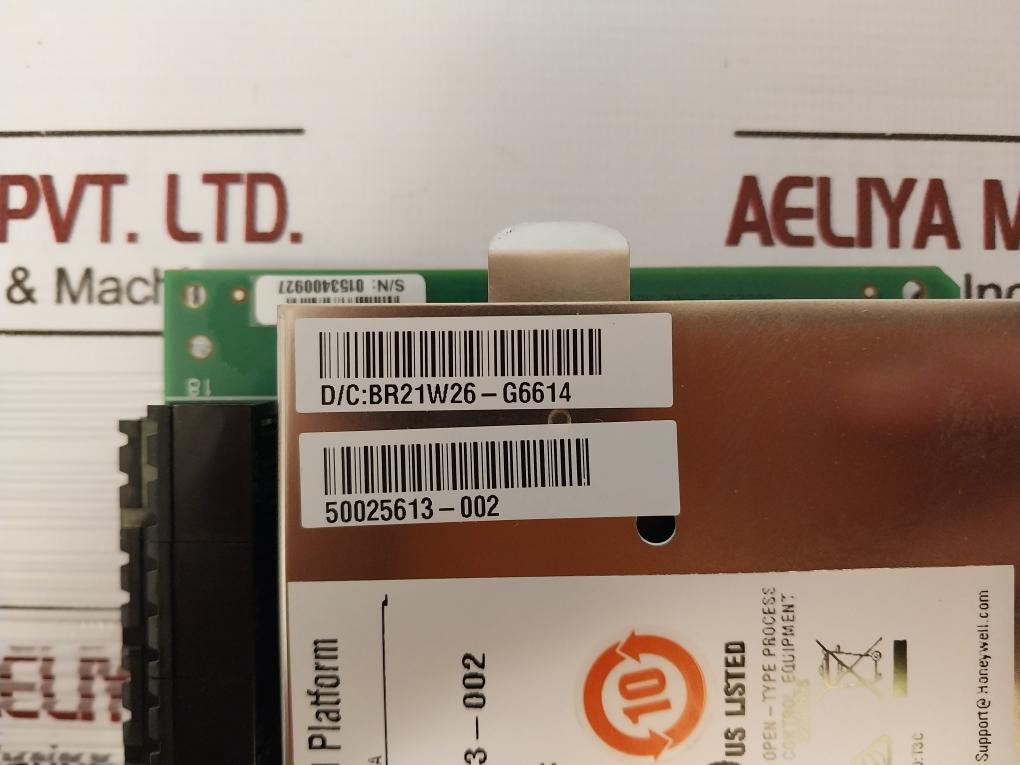 PVT. LTD.
& Mach
AELIYA M
S/N: 0153400927
D/C:BR21W26-G6614
50025613-002
Platform
3-002
10
US LISTED
OPEN-TYPE PROCESS
CONTROL EQUIPMENT
Support@Honeywell.com